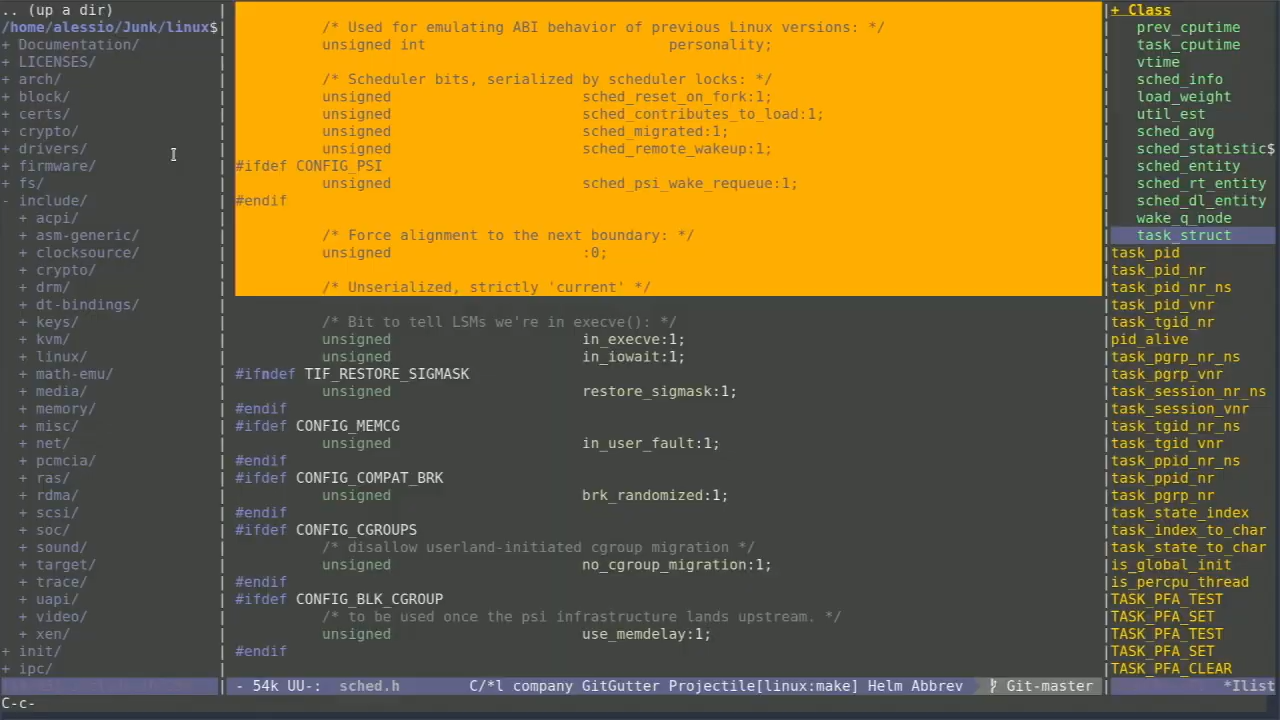 .. (up a dir)
/home/alessio/Junk/linux$
+ Documentation/
+ LICENSES/
+ arch/
+ block/
+ certs/
+ crypto/
+ drivers/
+ firmware/
+ fs/
- include/
+ acpi/
+ asm-generic/
+ clocksource/
+ crypto/
+ drm/
+ dt-bindings/
+ keys/
+ kvm/
+ linux/
+ math-emu/
+ media/
+ memory/
+ misc/
+ net/
+ pcmcia/
+ ras/
+ rdma/
+ scsi/
+ soc/
+ sound/
+ target/
+ trace/
+ uapi/
+ video/
+ xen/
+ init/
+ ipc/
/* Used for emulating ABI behavior of previous Linux versions: */
unsigned int personality;
/* Scheduler bits, serialized by scheduler locks: */
unsigned sched_reset_on_fork:1;
unsigned sched_contributes_to_load:1;
unsigned sched_migrated:1;
unsigned sched_remote_wakeup:1;
#ifdef CONFIG_PSI
unsigned sched_psi_wake_requeue:1;
#endif
/* Force alignment to the next boundary: */
unsigned :0;
/* Unserialized, strictly 'current' */
/* Bit to tell LSMs we're in execve(): */
unsigned in_execve:1;
unsigned in_iowait:1;
#ifndef TIF_RESTORE_SIGMASK
unsigned restore_sigmask:1;
#endif
#ifdef CONFIG_MEMCG
unsigned in_user_fault:1;
#endif
#ifdef CONFIG_COMPAT_BRK
unsigned brk_randomized:1;
#endif
#ifdef CONFIG_CGROUPS
/* disallow userland-initiated cgroup migration */
unsigned no_cgroup_migration:1;
#endif
#ifdef CONFIG_BLK_CGROUP
/* to be used once the psi infrastructure lands upstream. */
unsigned use_memdelay:1;
#endif
+ Class
prev_cputime
task_cputime
vtime
sched_info
load_weight
util_est
sched_avg
sched_statistic$
sched_entity
sched_rt_entity
sched_dl_entity
wake_q_node
task_struct
task_pid
task_pid_nr
task_pid_nr_ns
task_pid_vnr
task_tgid_nr
pid_alive
task_pgrp_nr_ns
task_pgrp_vnr
task_session_nr_ns
task_session_vnr
task_tgid_nr_ns
task_tgid_vnr
task_ppid_nr_ns
task_ppid_nr
task_pgrp_nr
task_state_index
task_index_to_char
task_state_to_char
is_global_init
is_percpu_thread
TASK_PFA_TEST
TASK_PFA_SET
TASK_PFA_TEST
TASK_PFA_SET
TASK_PFA_CLEAR
- 54k UU-: sched.h C/*l company GitGutter Projectile[linux:make] Helm Abbrev Git-master
*Ilist
C-c-